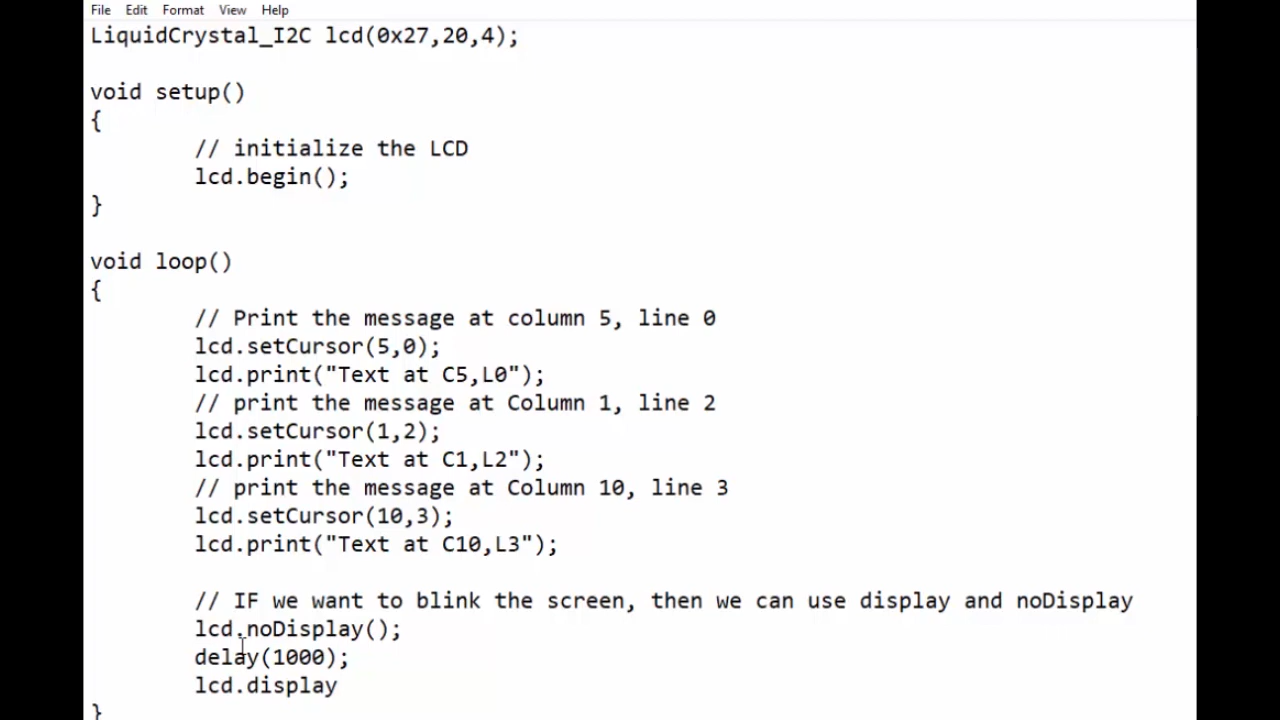 File Edit Format View Help
LiquidCrystal_I2C lcd(0x27,20,4);
void setup()
{
// initialize the LCD
lcd.begin();
}
void loop()
{
// Print the message at column 5, line 0
lcd.setCursor(5,0);
lcd.print("Text at C5,L0");
// print the message at Column 1, line 2
lcd.setCursor(1,2);
lcd.print("Text at C1,L2");
// print the message at Column 10, line 3
lcd.setCursor(10,3);
lcd.print("Text at C10,L3");
// IF we want to blink the screen, then we can use display and noDisplay
lcd.noDisplay();
delay(1000);
lcd.display
}